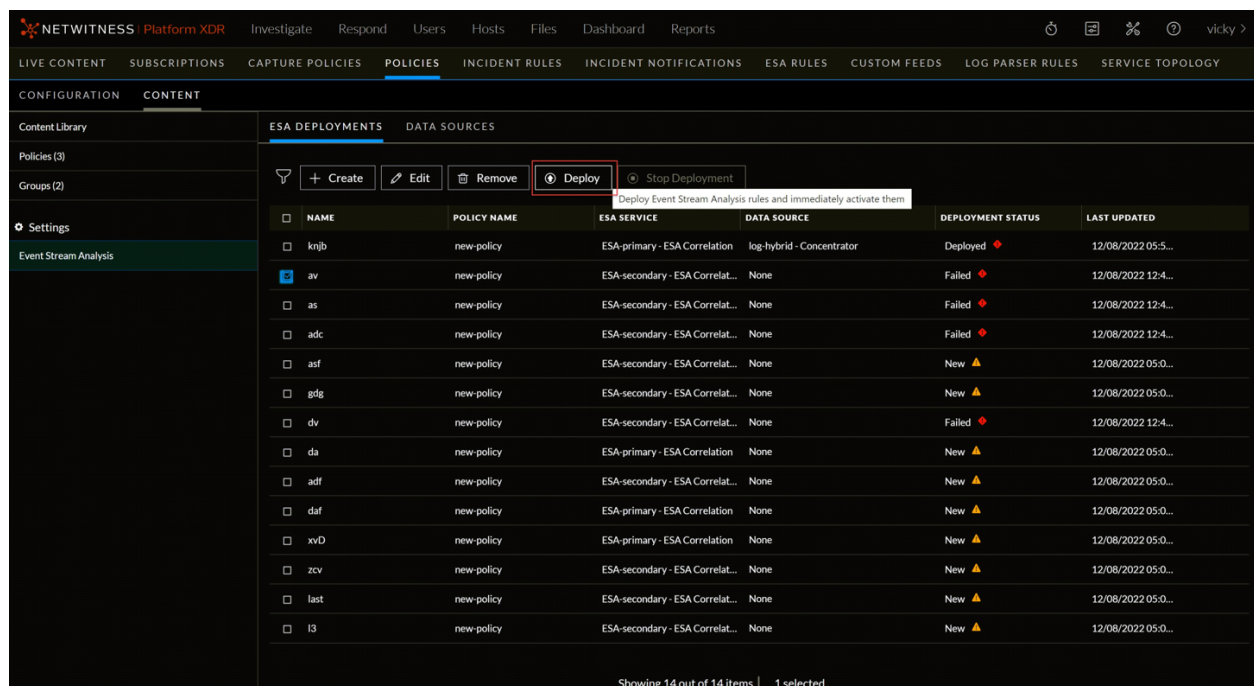 NETWITNESS Platform XDR Investigate Respond Users Hosts Files Dashboard Reports vicky >
LIVE CONTENT SUBSCRIPTIONS CAPTURE POLICIES POLICIES INCIDENT RULES INCIDENT NOTIFICATIONS ESA RULES CUSTOM FEEDS LOG PARSER RULES SERVICE TOPOLOGY
CONFIGURATION CONTENT
Content Library
Policies (3)
Groups (2)
Settings
Event Stream Analysis
ESA DEPLOYMENTS DATA SOURCES
+ Create Edit Remove Deploy Stop Deployment
Deploy Event Stream Analysis rules and immediately activate them
NAME POLICY NAME ESA SERVICE DATA SOURCE DEPLOYMENT STATUS LAST UPDATED
knjb new-policy ESA-primary - ESA Correlation log-hybrid - Concentrator Deployed 12/08/2022 05:5...
av new-policy ESA-secondary - ESA Correlat... None Failed 12/08/2022 12:4...
as new-policy ESA-secondary - ESA Correlat... None Failed 12/08/2022 12:4...
adc new-policy ESA-secondary - ESA Correlat... None Failed 12/08/2022 12:4...
asf new-policy ESA-secondary - ESA Correlat... None New 12/08/2022 05:0...
gdg new-policy ESA-secondary - ESA Correlat... None New 12/08/2022 05:0...
dv new-policy ESA-secondary - ESA Correlat... None Failed 12/08/2022 12:4...
da new-policy ESA-secondary - ESA Correlat... None New 12/08/2022 05:0...
adf new-policy ESA-secondary - ESA Correlat... None New 12/08/2022 05:0...
daf new-policy ESA-primary - ESA Correlation None New 12/08/2022 05:0...
xvD new-policy ESA-primary - ESA Correlation None New 12/08/2022 05:0...
zcv new-policy ESA-secondary - ESA Correlat... None New 12/08/2022 05:0...
last new-policy ESA-secondary - ESA Correlat... None New 12/08/2022 05:0...
l3 new-policy ESA-secondary - ESA Correlat... None New 12/08/2022 05:0...
Showing 14 out of 14 items | 1 selected